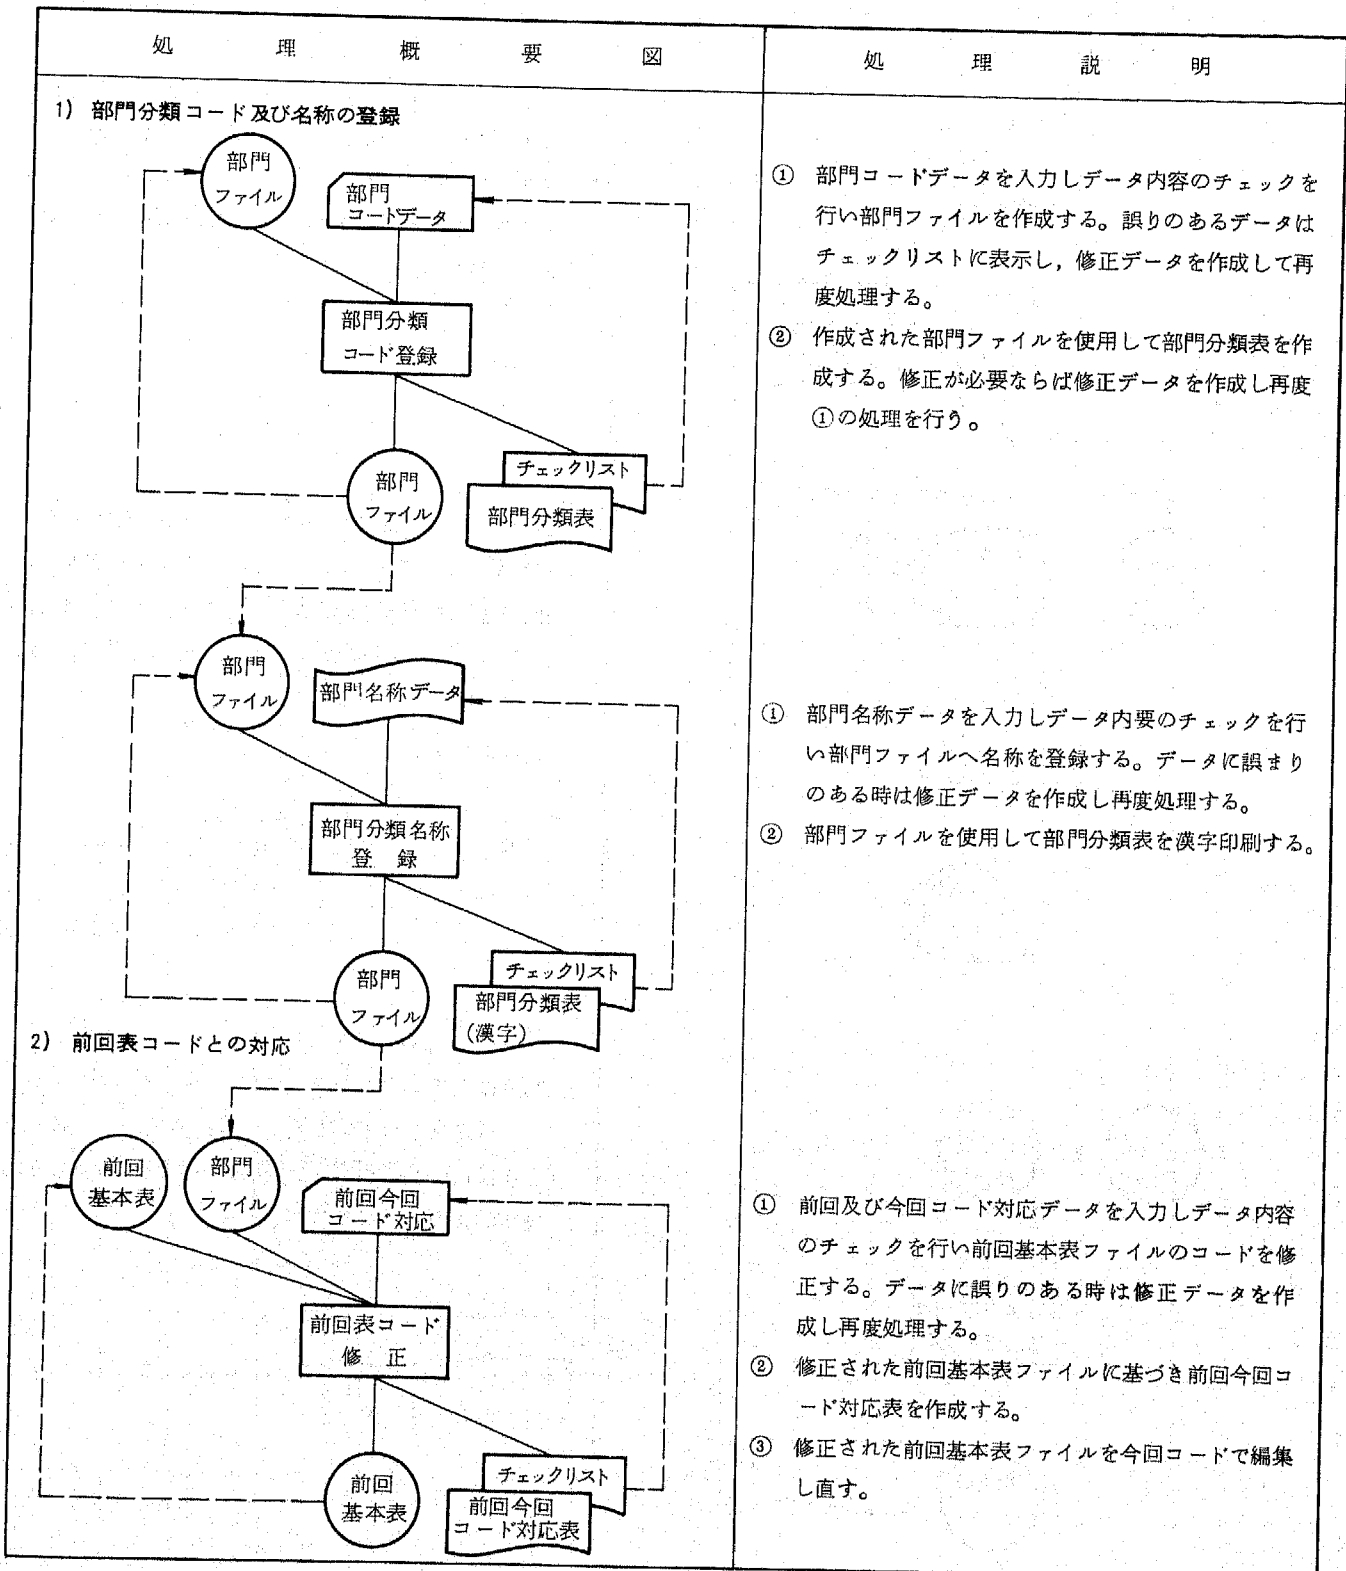 処理概要図
処理説明
1) 部門分類コード及び名称の登録
部門
ファイル
部門
コードデータ
部門分類
コード登録
部門
ファイル
チェックリスト
部門分類表
① 部門コードデータを入力しデータ内容のチェックを
行い部門ファイルを作成する。誤りのあるデータは
チェックリストに表示し,修正データを作成して再
度処理する。
② 作成された部門ファイルを使用して部門分類表を作
成する。修正が必要ならば修正データを作成し再度
①の処理を行う。
部門
ファイル
部門名称データ
部門分類名称
登録
部門
ファイル
チェックリスト
部門分類表
(漢字)
① 部門名称データを入力しデータ内要のチェックを行
い部門ファイルへ名称を登録する。データに誤まり
のある時は修正データを作成し再度処理する。
② 部門ファイルを使用して部門分類表を漢字印刷する。
2) 前回表コードとの対応
前回
基本表
部門
ファイル
前回今回
コード対応
前回表コード
修正
前回
基本表
チェックリスト
前回今回
コード対応表
① 前回及び今回コード対応データを入力しデータ内容
のチェックを行い前回基本表ファイルのコードを修
正する。データに誤りのある時は修正データを作
成し再度処理する。
② 修正された前回基本表ファイルに基づき前回今回コ
ード対応表を作成する。
③ 修正された前回基本表ファイルを今回コードで編集
し直す。